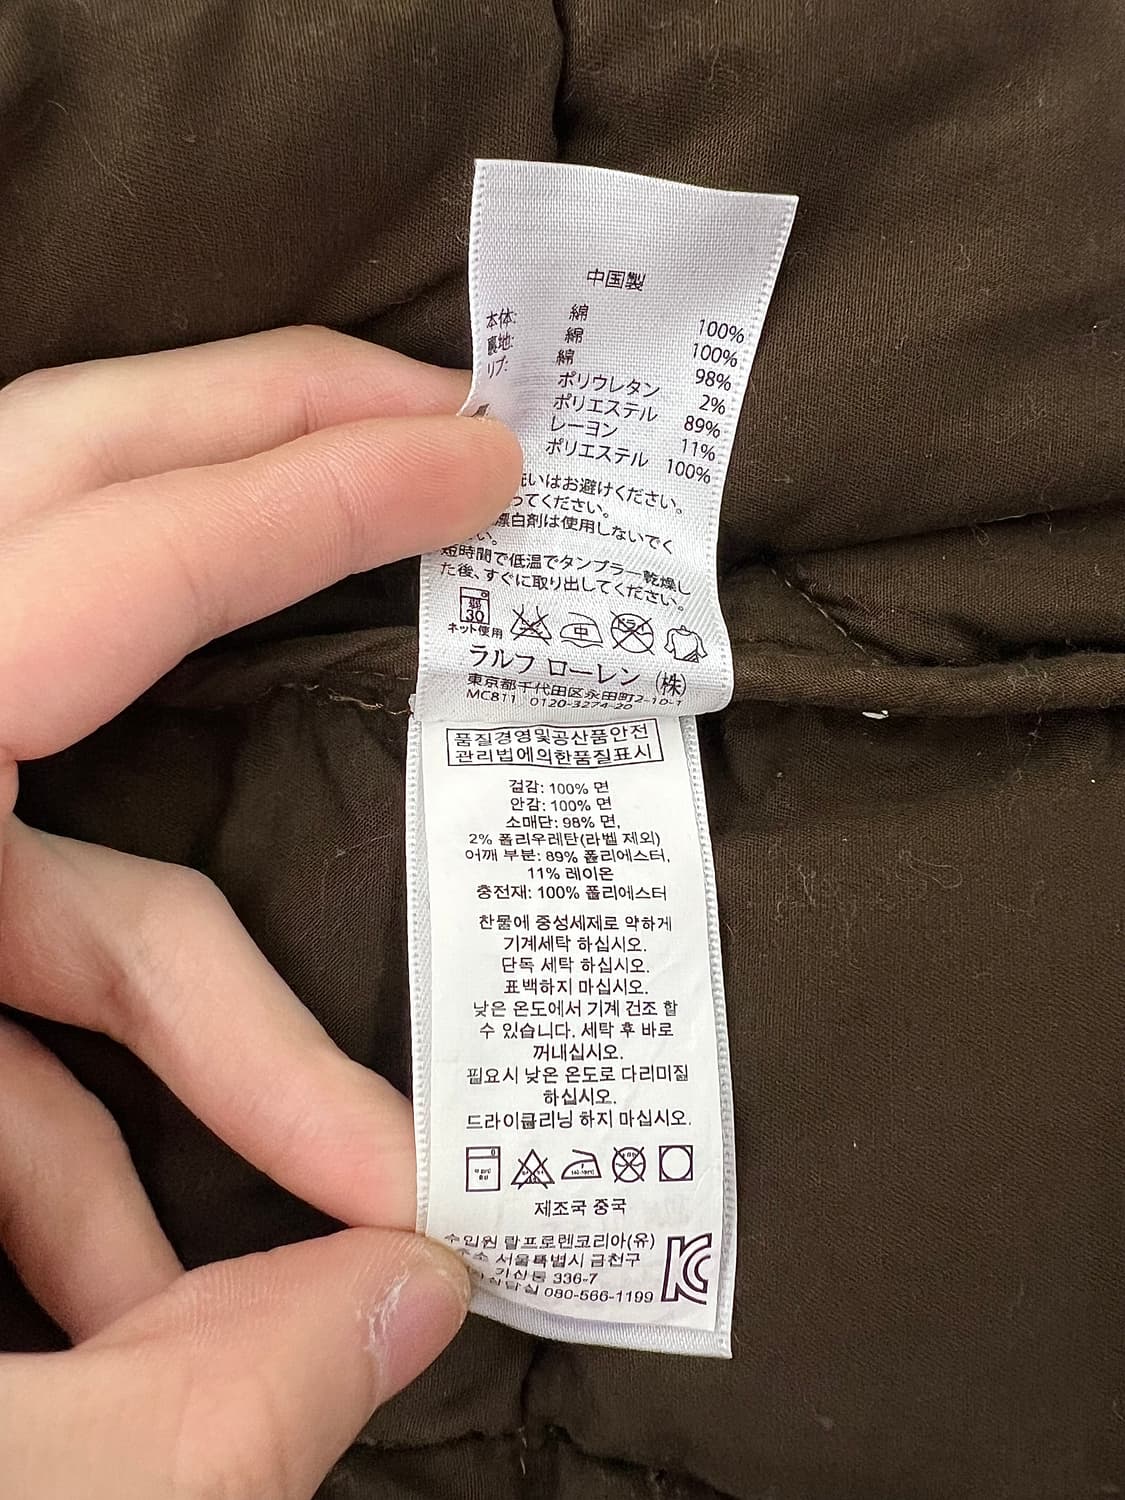 中国製
本体: 綿 100%
裏地: 綿 100%
リブ: 綿 98%
ポリウレタン 2%
ポリエステル 89%
レーヨン 11%
ポリエステル 100%
洗いはお避けください。
ってください。
漂白剤は使用しないでく
い。
短時間で低温でタンブラー乾燥し
た後、すぐに取り出してください。
弱
30
中
ネット使用
ラルフ ローレン (株)
東京都千代田区永田町2-10-1
MC811 0120-3274-20
품질경영및공산품안전
관리법에의한품질표시
겉감: 100% 면
안감: 100% 면
소매단: 98% 면,
2% 폴리우레탄(라벨 제외)
어깨 부분: 89% 폴리에스터,
11% 레이온
충전재: 100% 폴리에스터
찬물에 중성세제로 약하게
기계세탁 하십시오.
단독 세탁 하십시오.
표백하지 마십시오.
낮은 온도에서 기계 건조 할
수 있습니다. 세탁 후 바로
꺼내십시오.
필요시 낮은 온도로 다리미질
하십시오.
드라이클리닝 하지 마십시오.
제조국 중국
수입원 랄프로렌코리아(유)
주소 서울특별시 금천구
가산동 336-7
080-566-1199